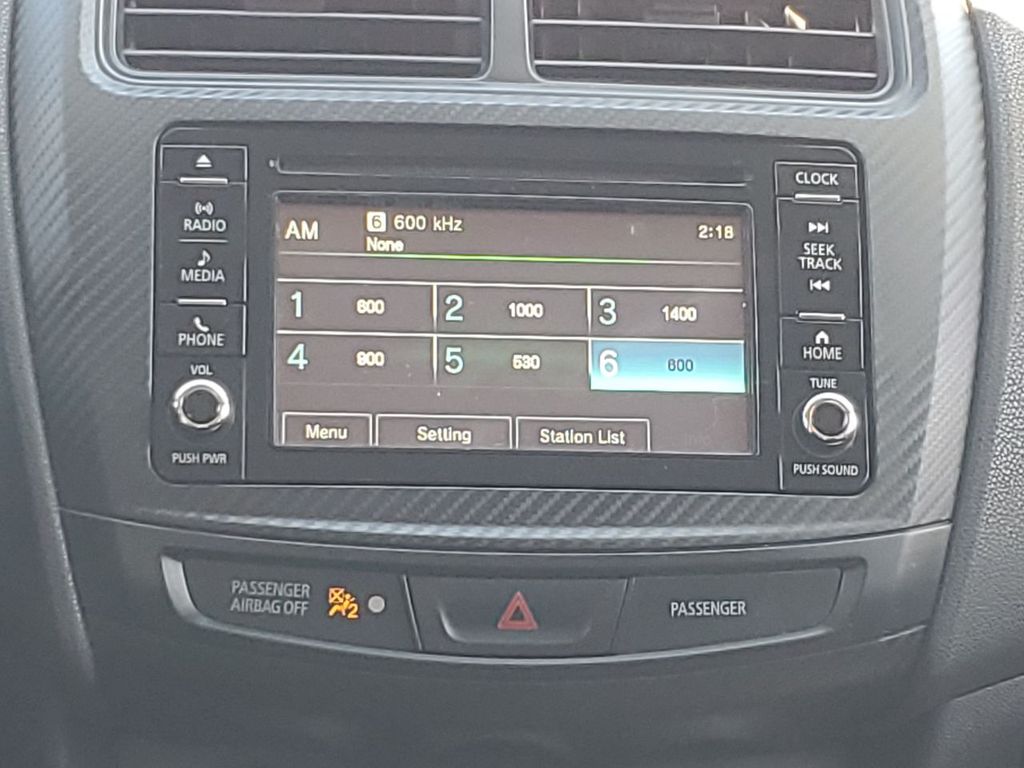 CLOCK
RADIO
MEDIA
PHONE
VOL
PUSH PWR
AM
6 600 kHz
None
2:18
1
2 1000
3 1400
4
5 530
6 600
Menu
Setting
Station List
SEEK
TRACK
HOME
TUNE
PUSH SOUND
PASSENGER
AIRBAG OFF
2
PASSENGER